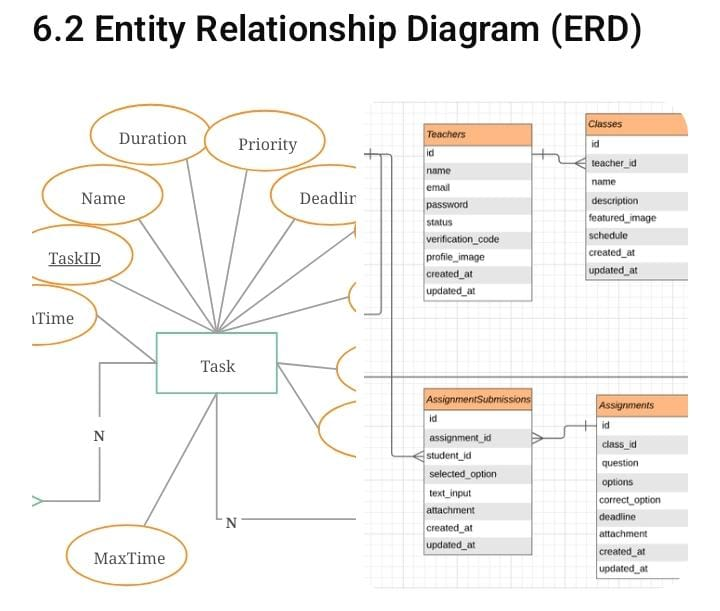 6.2 Entity Relationship Diagram (ERD)
Duration
Priority
Name
Deadlin
TaskID
Time
Task
N
N
MaxTime
Teachers
id
name
email
password
status
verification_code
profile_image
created_at
updated_at
Classes
id
teacher_id
name
description
featured_image
schedule
created_at
updated_at
AssignmentSubmissions
id
assignment_id
student_id
selected_option
text_input
attachment
created_at
updated_at
Assignments
id
class_id
question
options
correct_option
deadline
attachment
created_at
updated_at